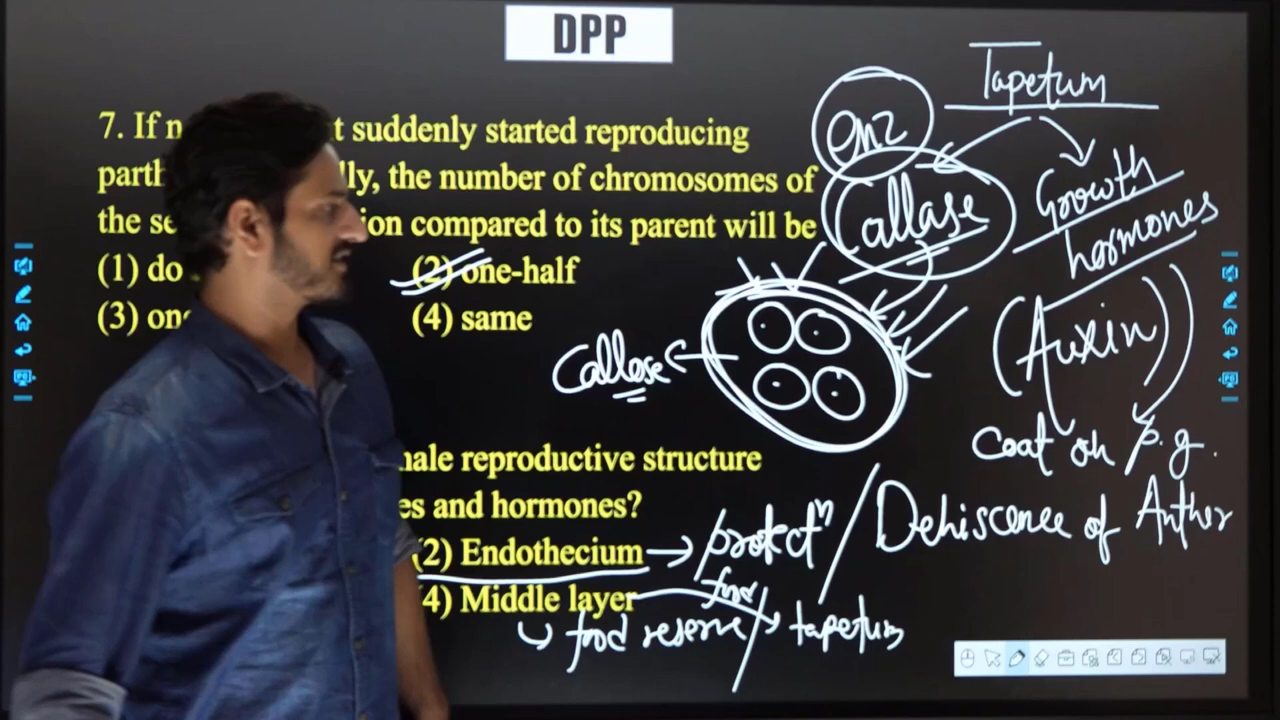 DPP
7. If n t suddenly started reproducing
parth lly, the number of chromosomes of
the se ion compared to its parent will be
(1) do (2) one-half
(3) one (4) same
Tapetum
enz
Callase
Growth
hormones
(Auxin)
Callose
Coat on p.g.
male reproductive structure
es and hormones?
(2) Endothecium → protectⁿ / Dehiscence of Anther
(4) Middle layer food
food reserve / tapetum